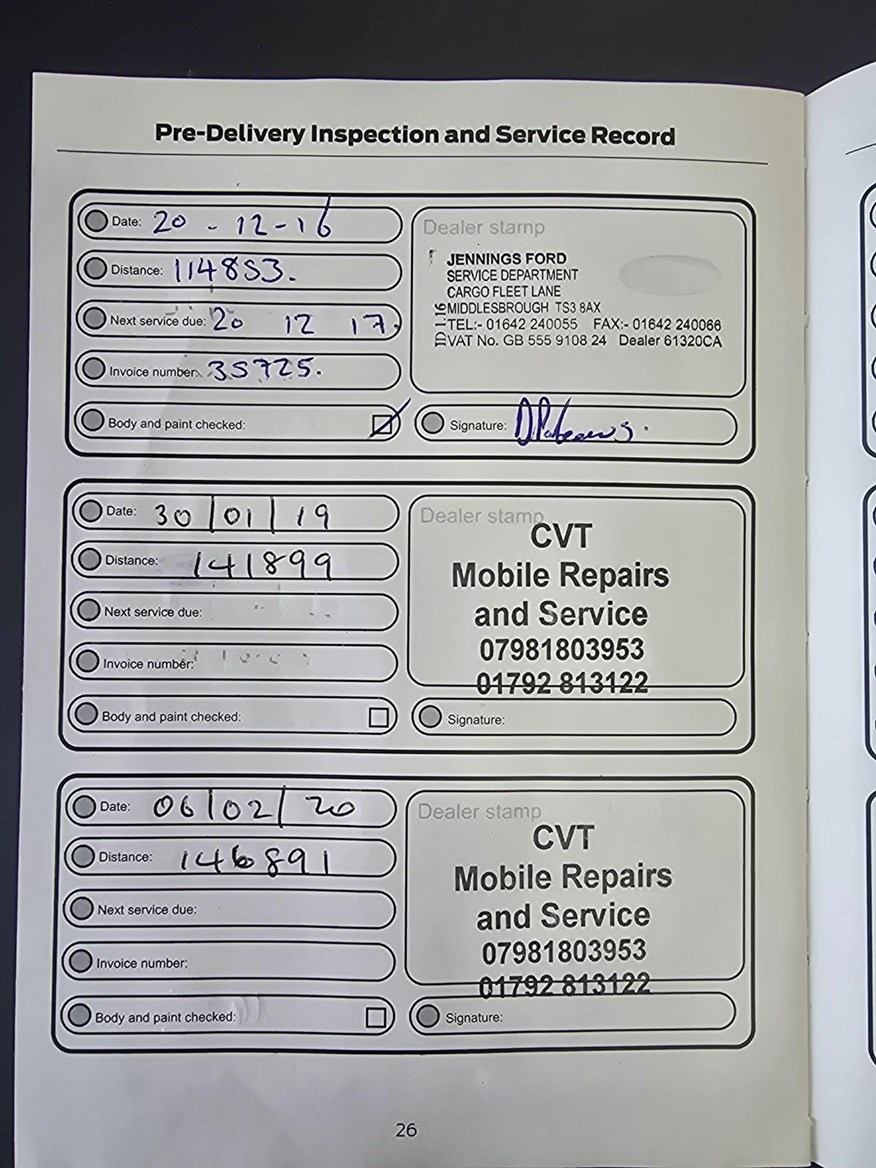 Pre-Delivery Inspection and Service Record
Date: 20 - 12 - 16
Distance: 114853.
Next service due: 20 12 17.
Invoice number: 35725.
Body and paint checked:
Dealer stamp
JENNINGS FORD
SERVICE DEPARTMENT
CARGO FLEET LANE
MIDDLESBROUGH TS3 8AX
TEL:- 01642 240055 FAX:- 01642 240066
VAT No. GB 555 9108 24 Dealer 61320CA
Signature:
Date: 30/01/19
Distance: 141899
Next service due:
Invoice number:
Body and paint checked:
Dealer stamp
CVT
Mobile Repairs
and Service
07981803953
01792 813122
Signature:
Date: 06/02/20
Distance: 146891
Next service due:
Invoice number:
Body and paint checked:
Dealer stamp
CVT
Mobile Repairs
and Service
07981803953
01792 813122
Signature:
26